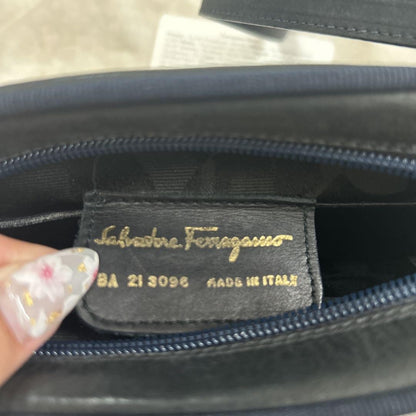 Salvatore Ferragamo
BA 21 3096 MADE IN ITALY